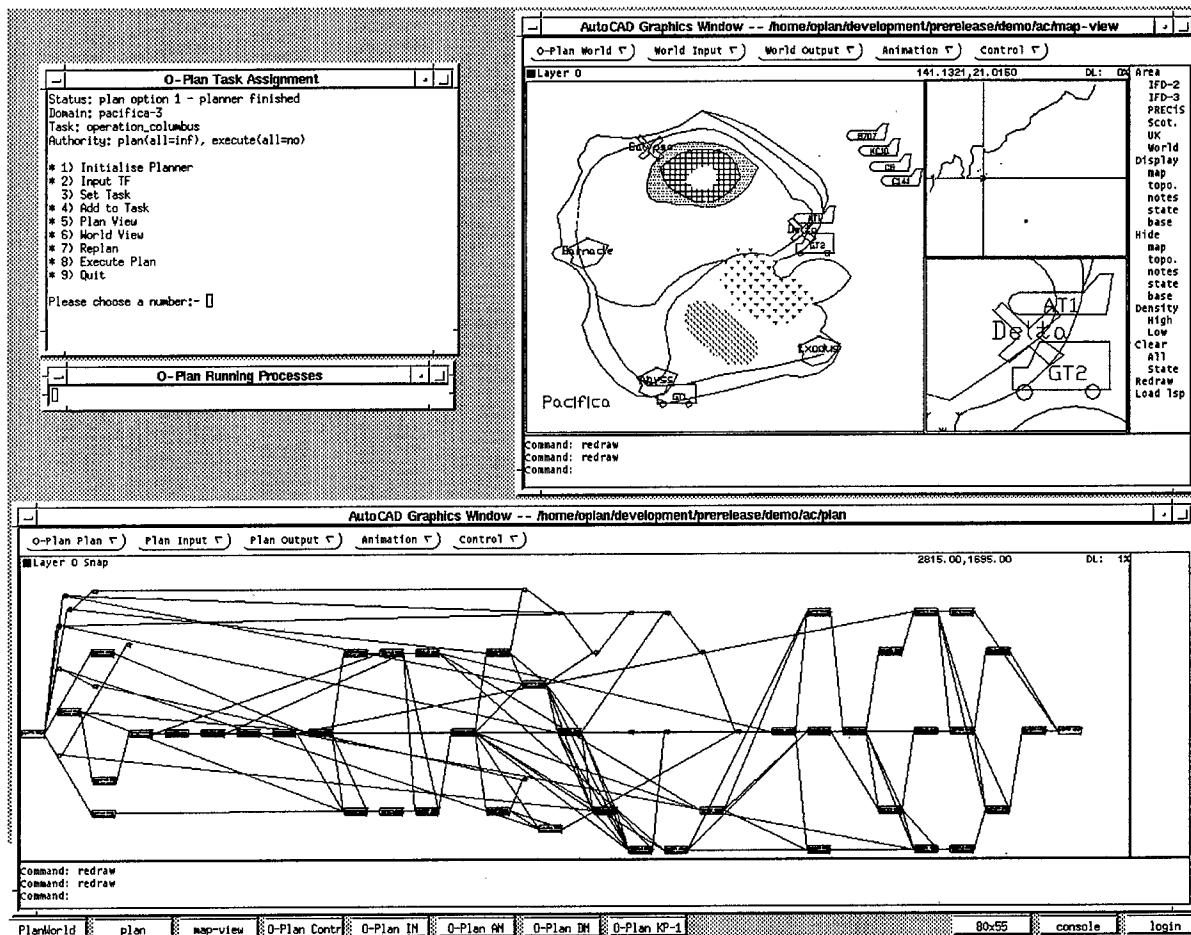 O-Plan Task Assignment
Status: plan option 1 - planner finished
Domain: pacifica-3
Task: operation_columbus
Authority: plan(all=inf), execute(all=no)
* 1) Initialise Planner
* 2) Input TF
3) Set Task
* 4) Add to Task
* 5) Plan View
* 6) World View
* 7) Replan
* 8) Execute Plan
* 9) Quit
Please choose a number:-
O-Plan Running Processes
AutoCAD Graphics Window -- /home/oplan/development/prerelease/demo/ac/map-view
O-Plan World
World Input
World Output
Animation
Control
Layer 0
141.1321,21.0150
DL: 0%
Calypso
B707
KC10
C5
C141
AT1
Delta
GT2
Barnacle
Exodus
Abyss
Pacifica
AT1
Delta
GT2
Area
IFD-2
IFD-3
PRECiS
Scot.
UK
World
Display
map
topo.
notes
state
base
Hide
map
topo.
notes
state
base
Density
High
Low
Clear
All
State
Redraw
Load lsp
Command: redraw
Command: redraw
Command:
AutoCAD Graphics Window -- /home/oplan/development/prerelease/demo/ac/plan
O-Plan Plan
Plan Input
Plan Output
Animation
Control
Layer 0 Snap
2815.00,1695.00
DL: 1%
Command: redraw
Command: redraw
Command:
PlanWorld
plan
map-view
O-Plan Contr
O-Plan IM
O-Plan AM
O-Plan DM
O-Plan KP-1
80x55
console
login